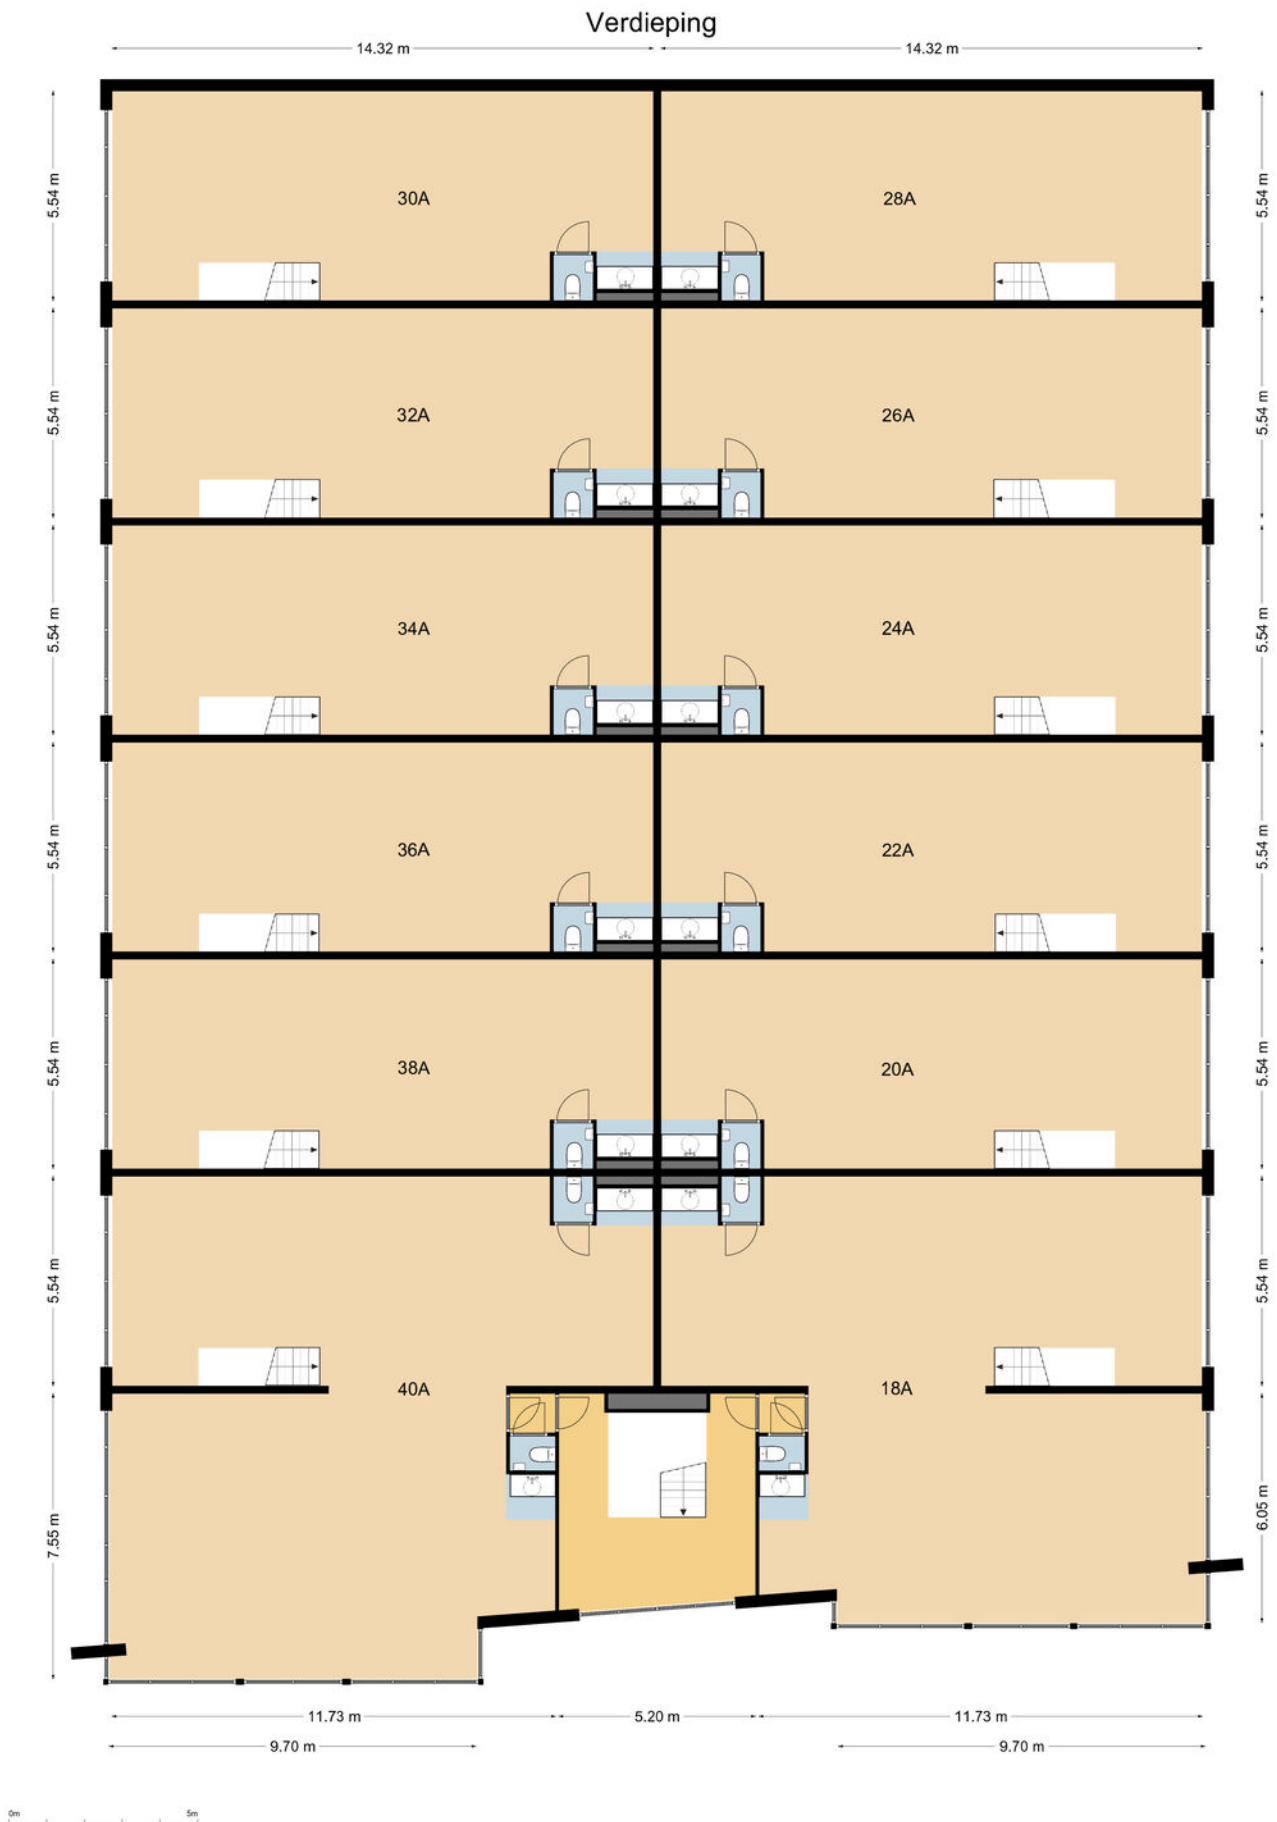 Verdieping
14.32 m 14.32 m
5.54 m 30A 28A 5.54 m
5.54 m 32A 26A 5.54 m
5.54 m 34A 24A 5.54 m
5.54 m 36A 22A 5.54 m
5.54 m 38A 20A 5.54 m
5.54 m 5.54 m
40A 18A
7.55 m 6.05 m
11.73 m 5.20 m 11.73 m
9.70 m 9.70 m
0m 5m